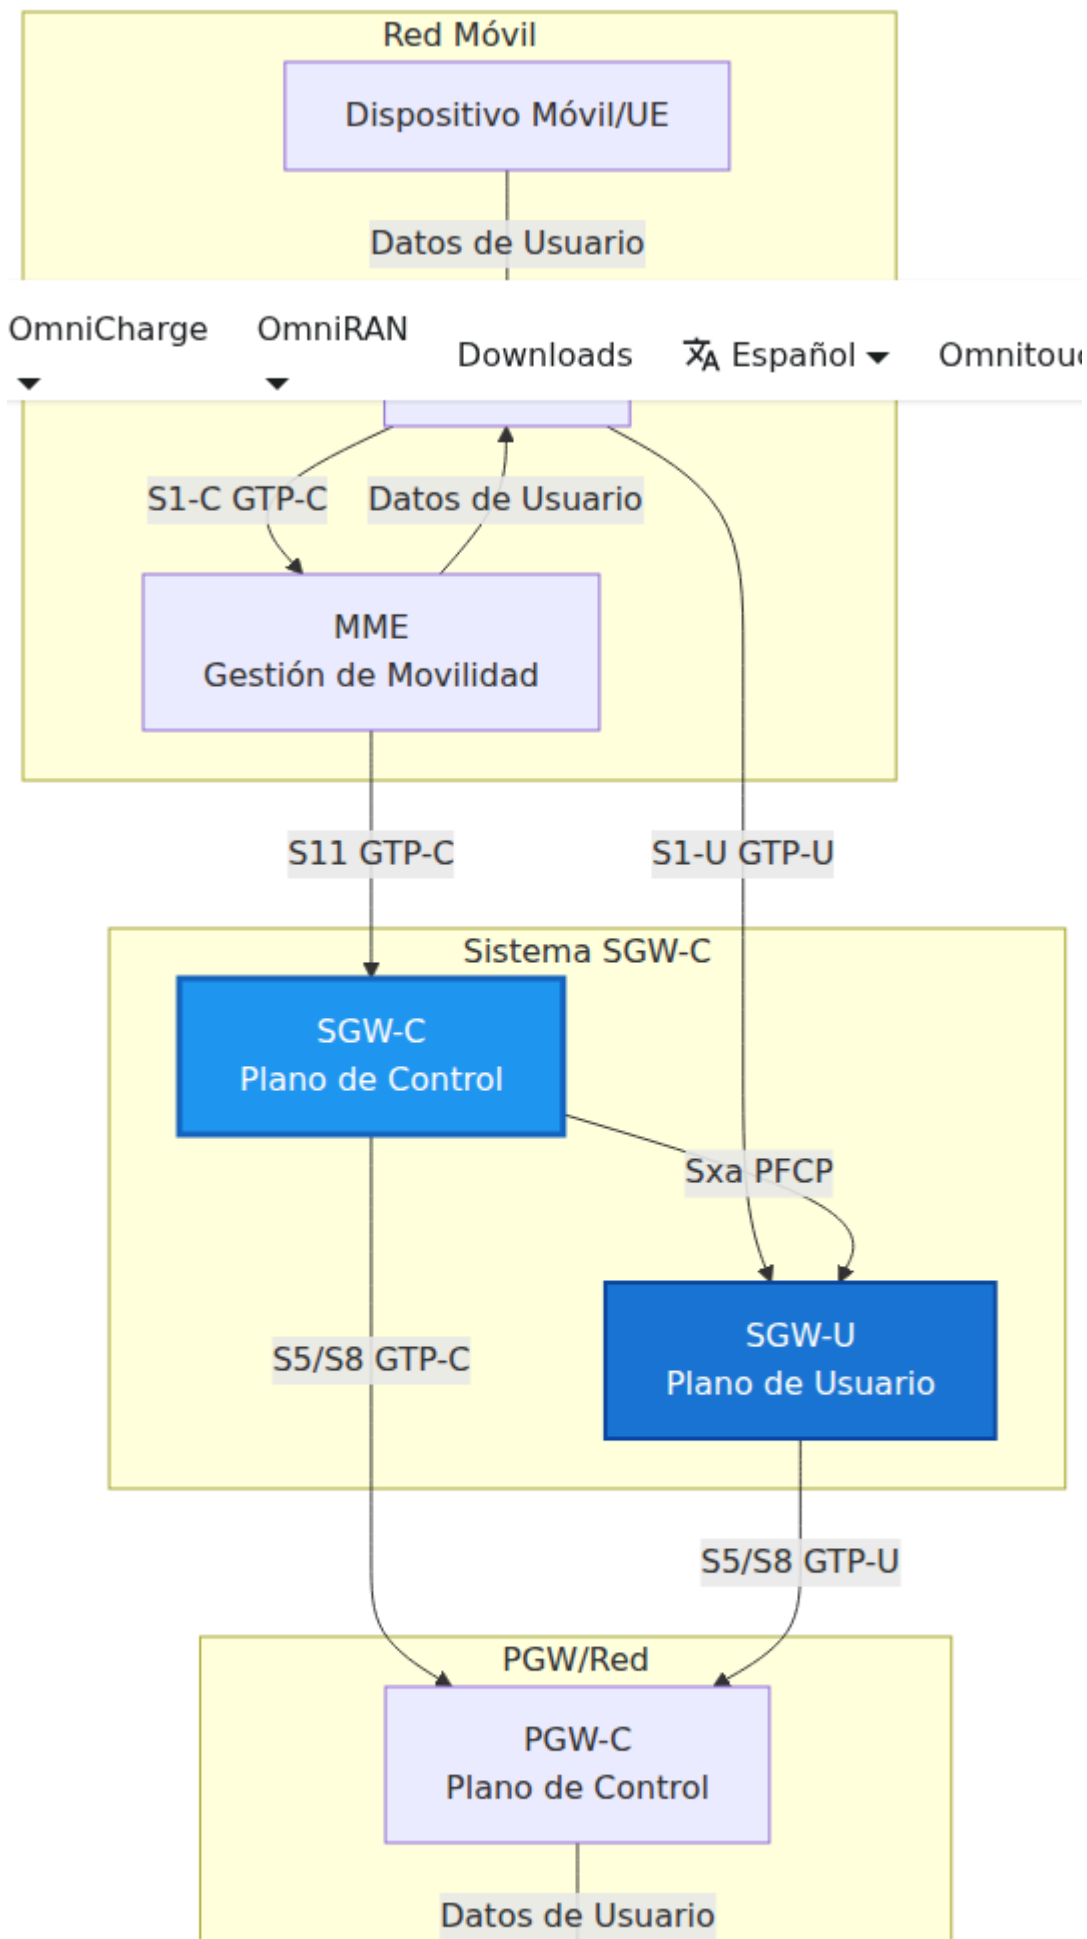 Red Móvil
Dispositivo Móvil/UE
Datos de Usuario
OmniCharge
OmniRAN
Downloads
Español
S1-C GTP-C
Datos de Usuario
MME
Gestión de Movilidad
S11 GTP-C
S1-U GTP-U
Sistema SGW-C
SGW-C
Plano de Control
Sxa PFCP
SGW-U
Plano de Usuario
S5/S8 GTP-C
S5/S8 GTP-U
PGW/Red
PGW-C
Plano de Control
Datos de Usuario